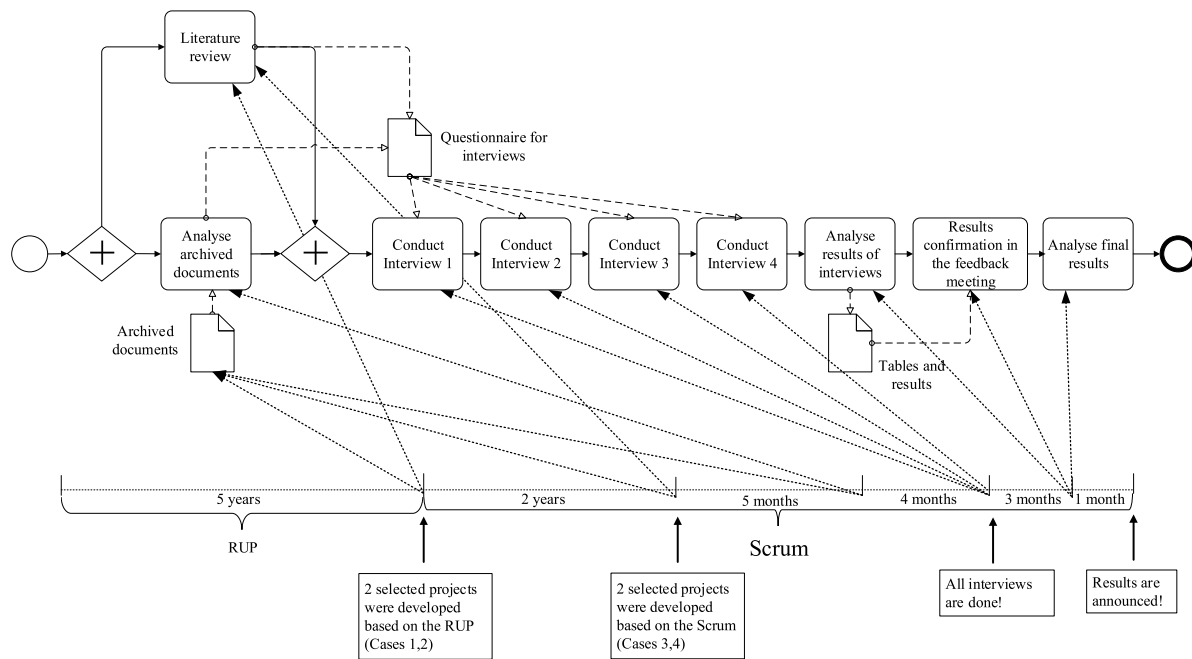 Literature
review
Questionnaire for
interviews
Analyse
archived
documents
Conduct
Interview 1
Conduct
Interview 2
Conduct
Interview 3
Conduct
Interview 4
Analyse
results of
interviews
Results
confirmation in
the feedback
meeting
Analyse final
results
Archived
documents
Tables and
results
5 years
2 years
5 months
4 months
3 months
1 month
RUP
Scrum
2 selected projects
were developed
based on the RUP
(Cases 1,2)
2 selected projects
were developed
based on the Scrum
(Cases 3,4)
All interviews
are done!
Results are
announced!